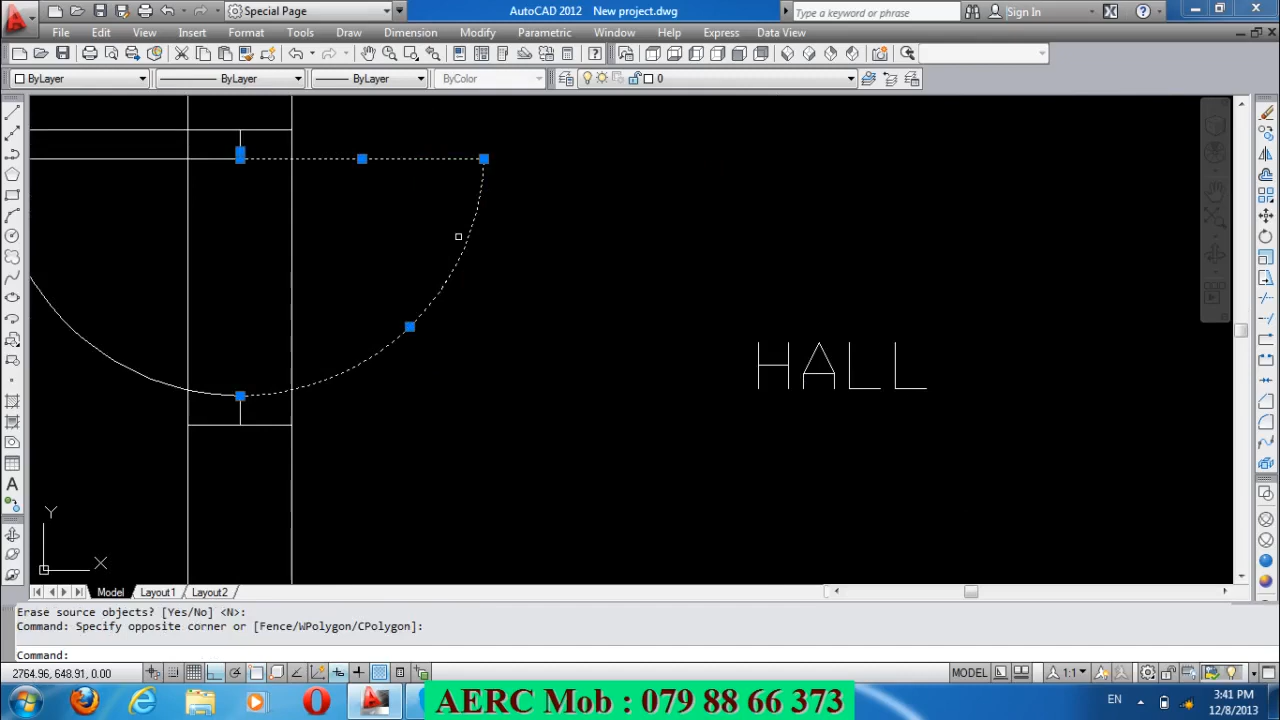 Special Page
AutoCAD 2012 New project.dwg
Type a keyword or phrase
Sign In
File Edit View Insert Format Tools Draw Dimension Modify Parametric Window Help Express Data View
ByLayer ByLayer ByLayer ByColor 0
HALL
Y
X
Model Layout1 Layout2
Erase source objects? [Yes/No] <N>:
Command: Specify opposite corner or [Fence/WPolygon/CPolygon]:
Command:
2764.96, 648.91, 0.00 MODEL 1:1
EN 3:41 PM
12/8/2013
AERC Mob : 079 88 66 373